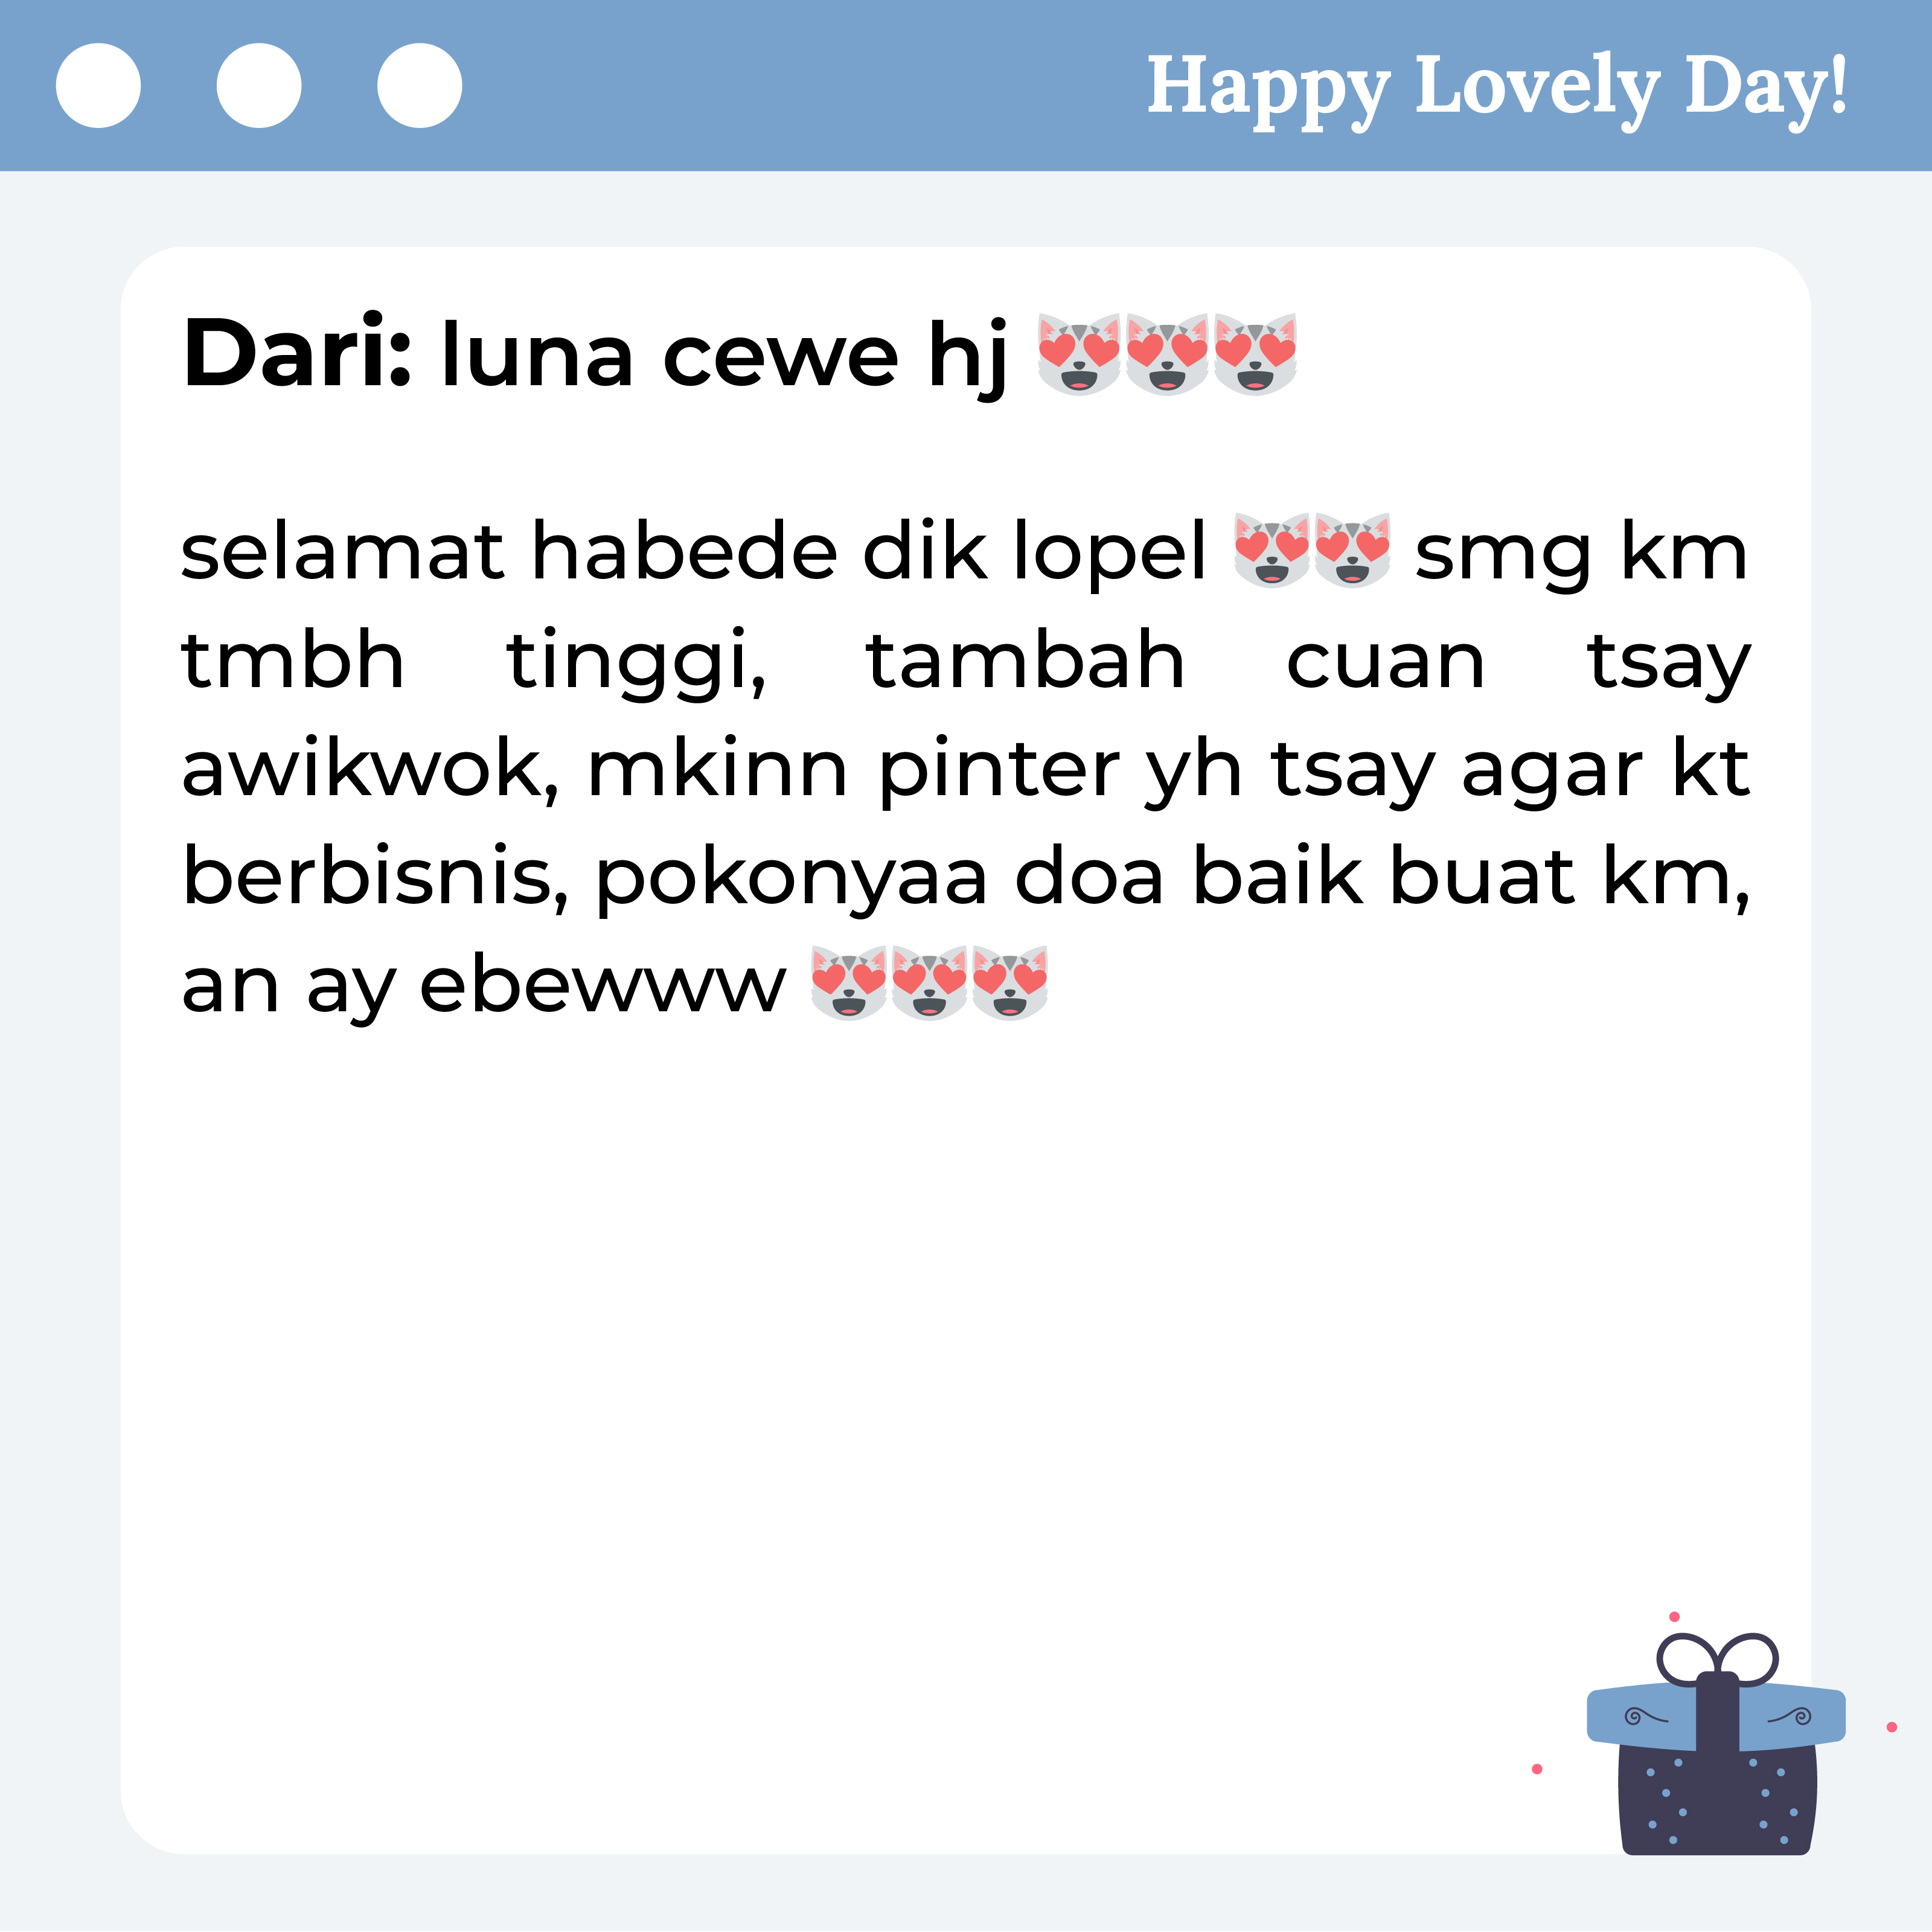 Happy Lovely Day!
Dari: luna cewe hj 😻😻😻
selamat habede dik lopel 😻😻 smg km
tmbh tinggi, tambah cuan tsay
awikwok, mkinn pinter yh tsay agar kt
berbisnis, pokonyaa doa baik buat km,
an ay ebewww 😻😻😻